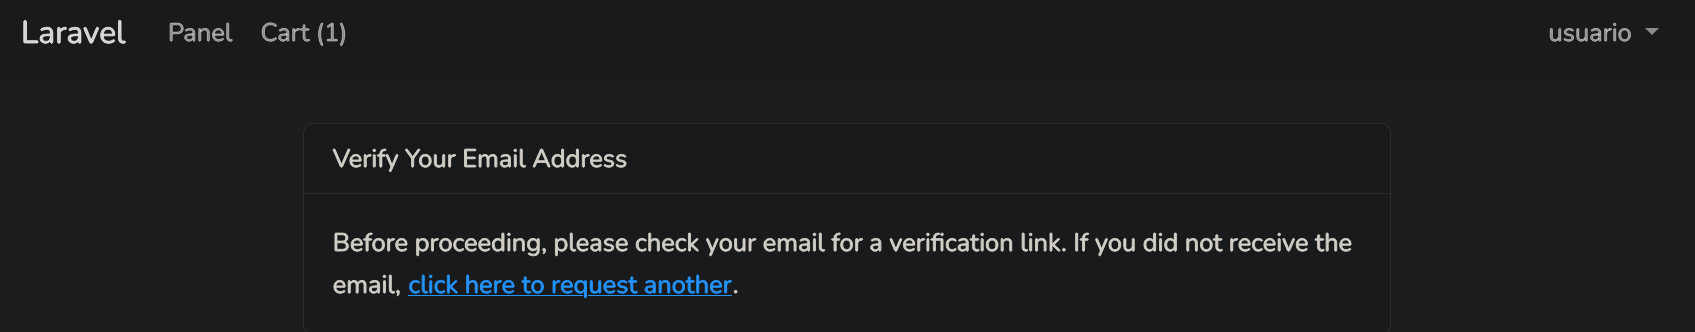 Laravel Panel Cart (1) usuario
Verify Your Email Address
Before proceeding, please check your email for a verification link. If you did not receive the
email, click here to request another.